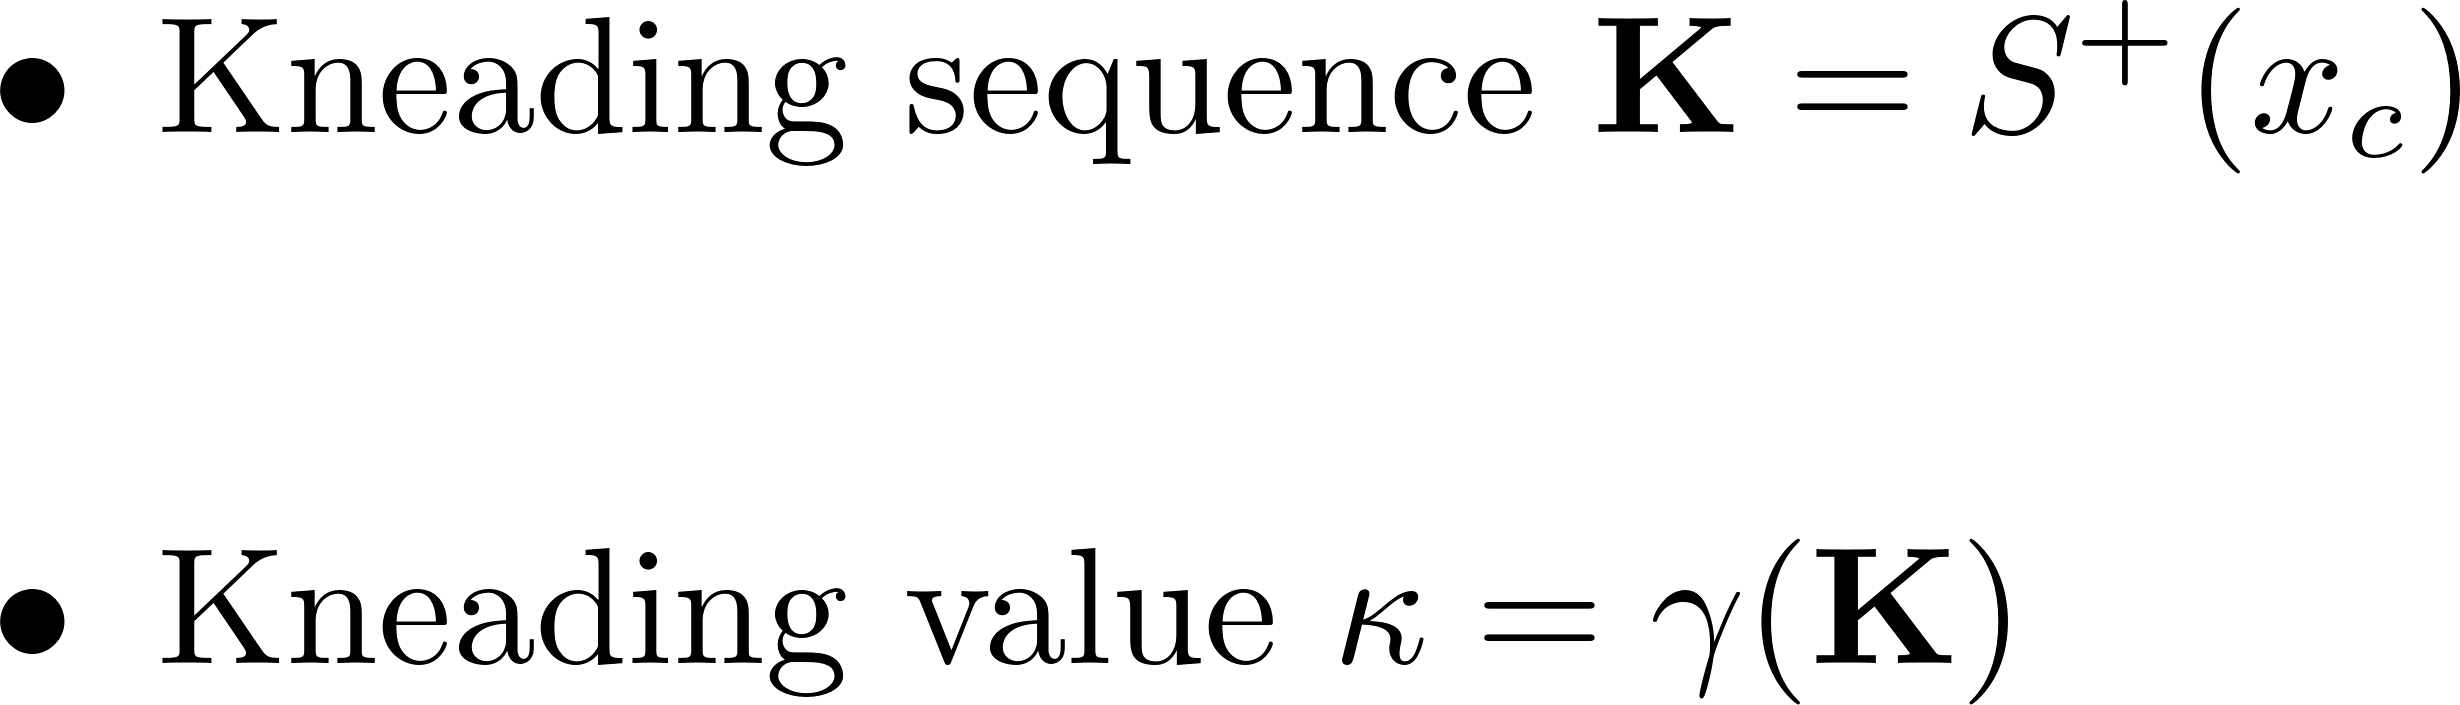 • Kneading sequence K = S⁺(x_c)
• Kneading value κ = γ(K)